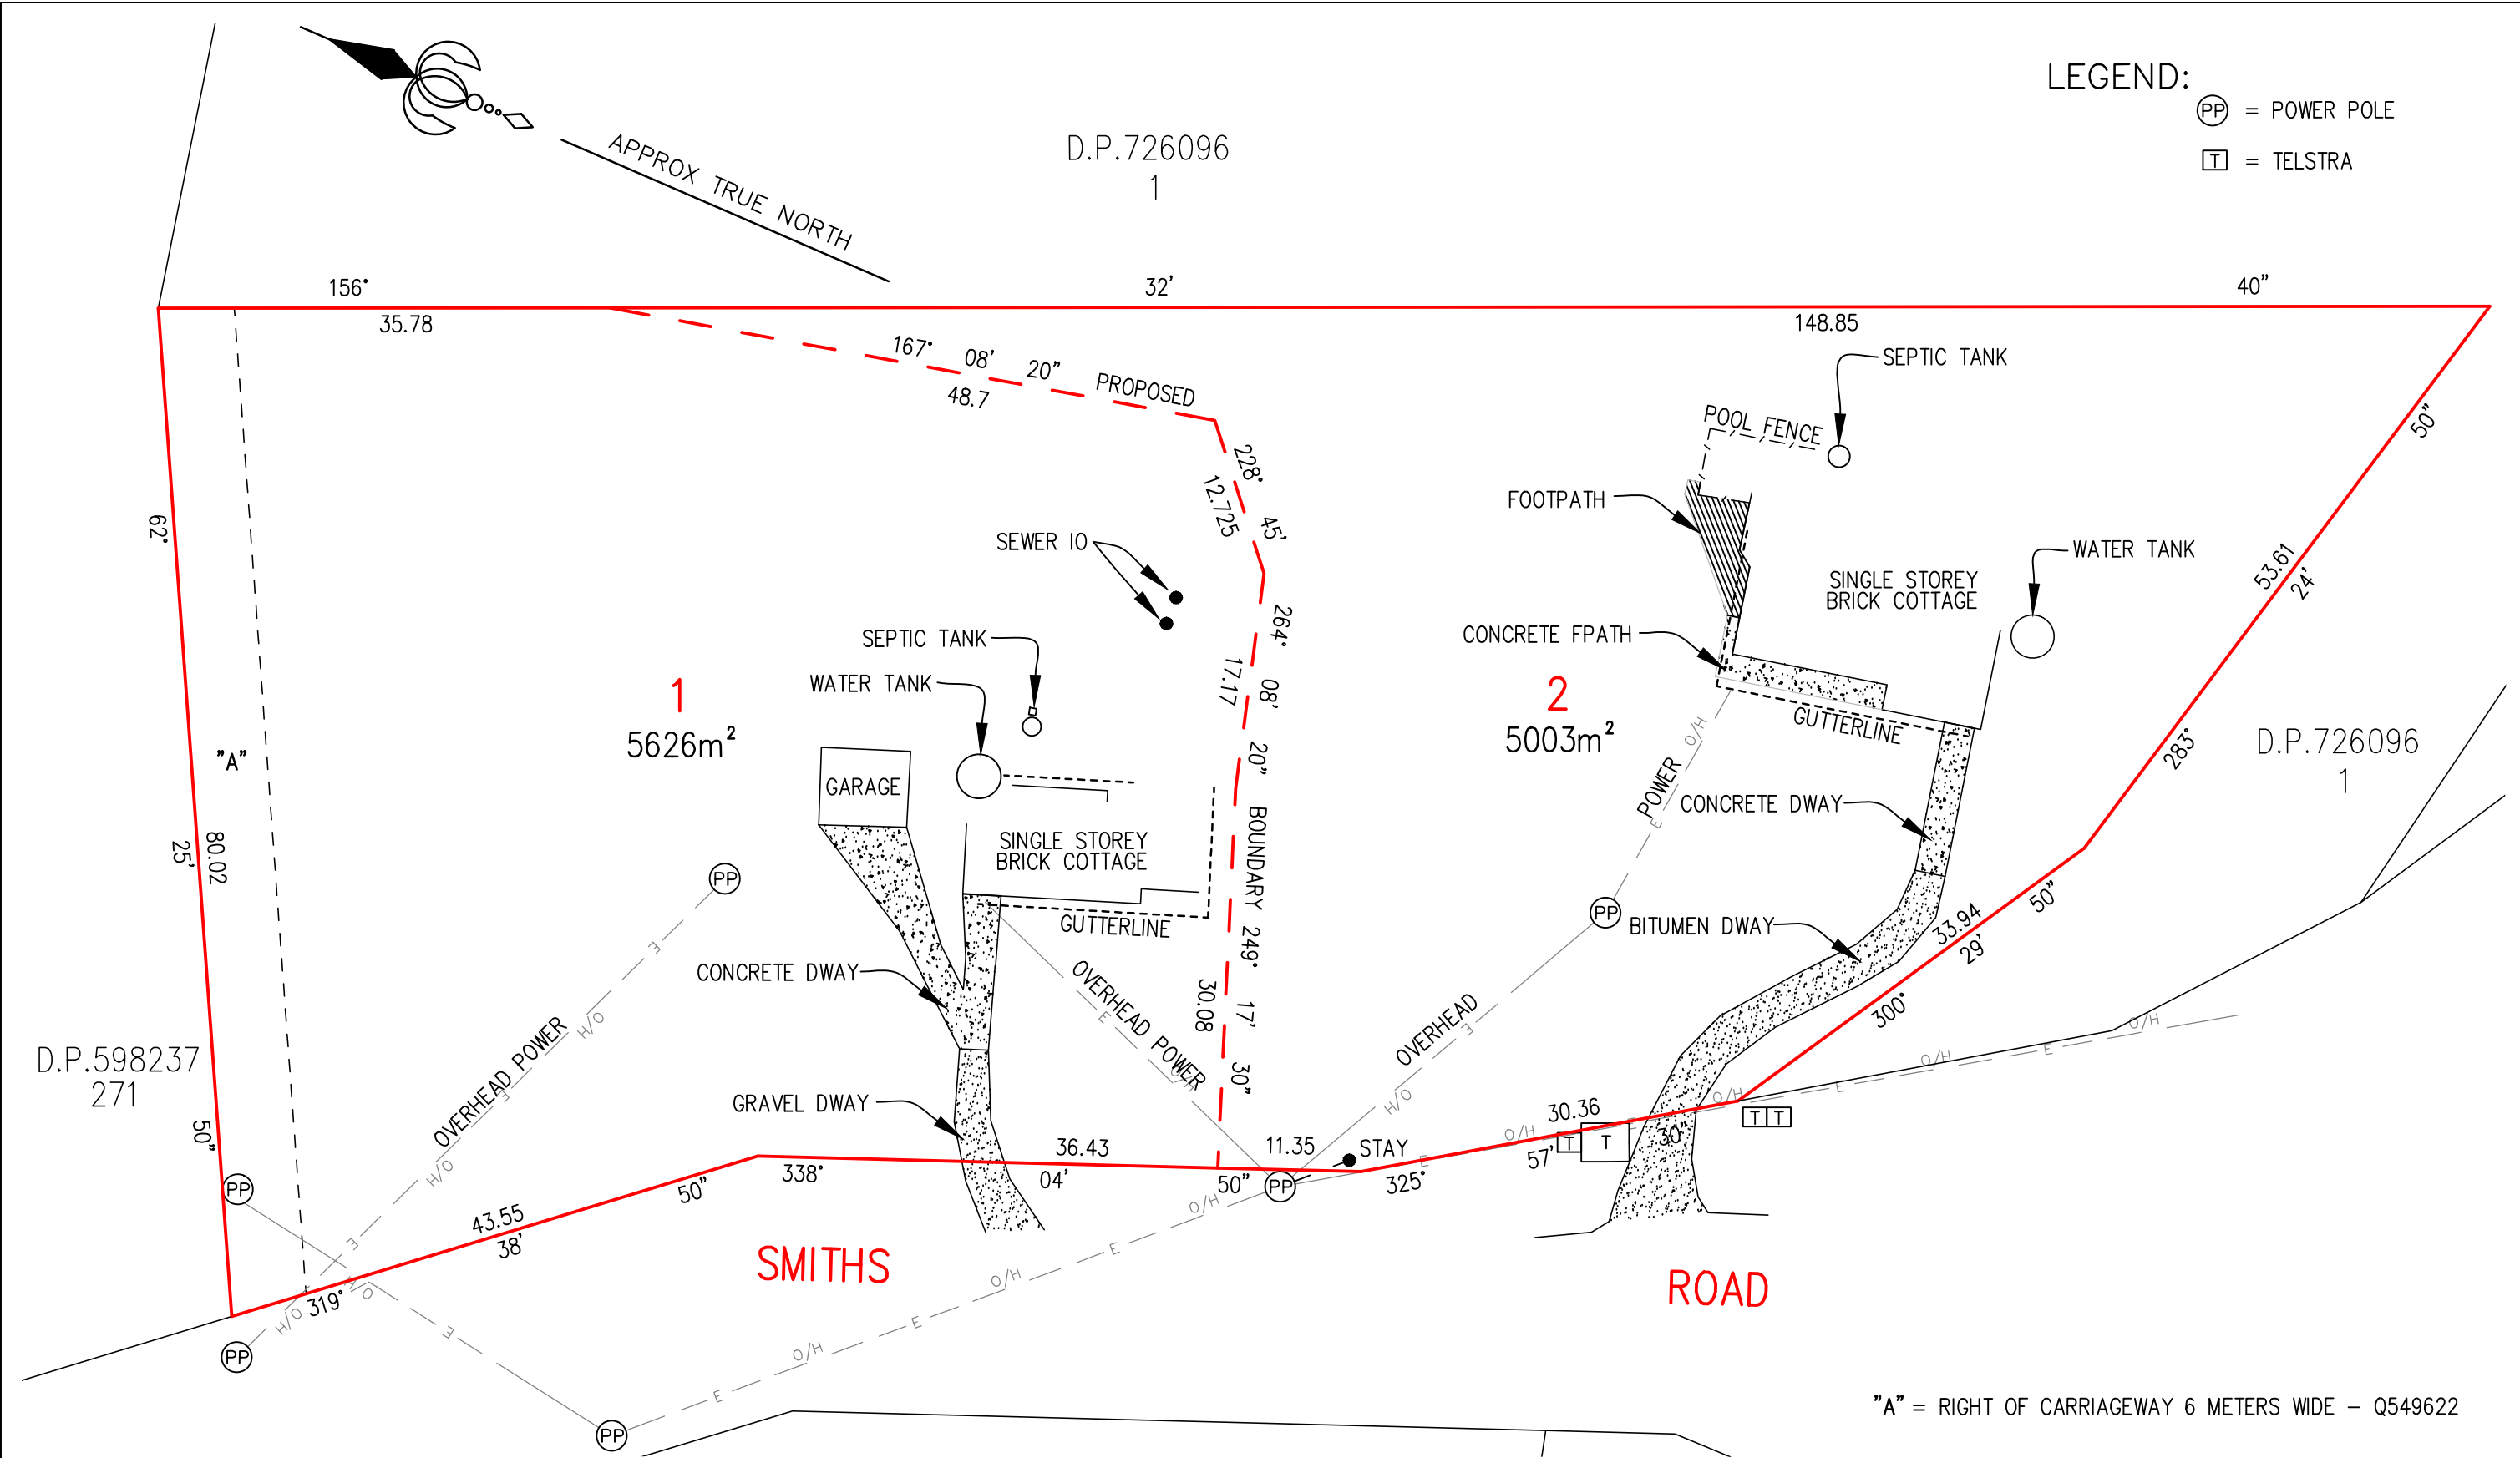 LEGEND:
PP = POWER POLE
T = TELSTRA
APPROX TRUE NORTH
D.P.726096
1
156° 32' 40"
35.78
148.85
167° 08' 20" PROPOSED
48.7
SEPTIC TANK
POOL FENCE
50"
228° 45'
12.725
FOOTPATH
62°
SEWER IO
WATER TANK
53.61
24'
SINGLE STOREY
BRICK COTTAGE
264° 08' 20" BOUNDARY 249° 17' 30"
17.17
SEPTIC TANK
CONCRETE FPATH
WATER TANK
1
5626m²
2
5003m²
GUTTERLINE
"A"
283°
D.P.726096
1
POWER
O/H
E
GARAGE
CONCRETE DWAY
SINGLE STOREY
BRICK COTTAGE
80.02
25'
PP
PP
50"
33.94
29'
BITUMEN DWAY
GUTTERLINE
E
CONCRETE DWAY
OVERHEAD POWER
E
O/H
30.08
OVERHEAD
E
O/H
300°
OVERHEAD POWER
O/H
E
O/H
D.P.598237
271
O/H
E
O/H
E
O/H
GRAVEL DWAY
30.36
E
T T
50"
36.43
11.35
STAY
O/H
T
T
30'
57'
PP
338°
04'
50"
PP
E
325°
50"
43.55
38'
O/H
E
E
O/H
SMITHS
ROAD
319°
O/H
O/H
E
E
O/H
PP
E
PP
"A" = RIGHT OF CARRIAGEWAY 6 METERS WIDE – Q549622